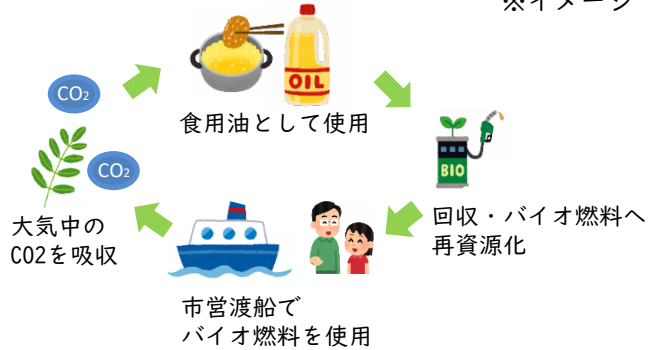 ※イメージ
CO₂
OIL
食用油として使用
CO₂
BIO
大気中の
CO2を吸収
回収・バイオ燃料へ
再資源化
市営渡船で
バイオ燃料を使用